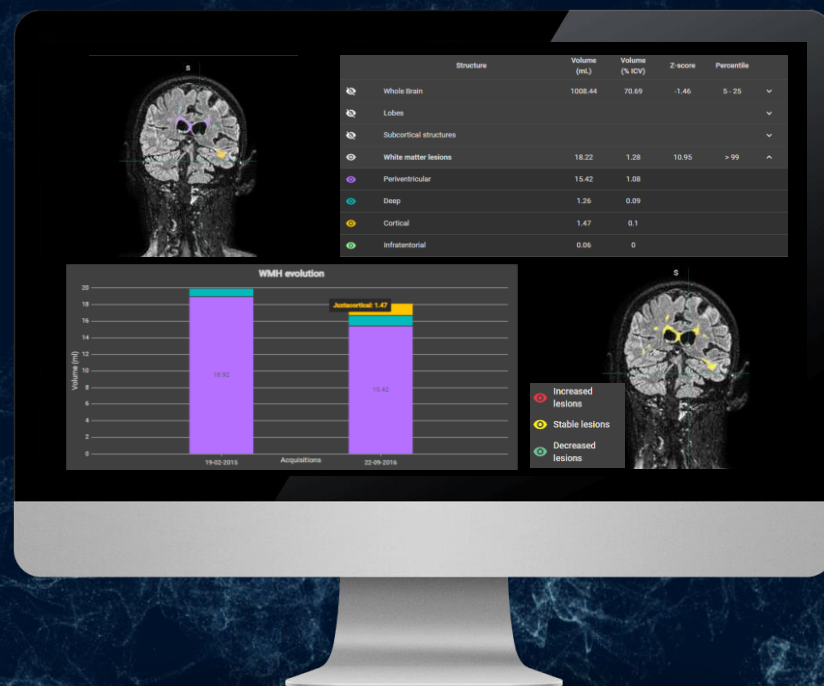 S
Structure Volume (mL) Volume (% ICV) Z-score Percentile
Whole Brain 1008.44 70.69 -1.46 5 - 25
Lobes
Subcortical structures
White matter lesions 18.22 1.28 10.95 > 99
Periventricular 15.42 1.08
Deep 1.26 0.09
Cortical 1.47 0.1
Infratentorial 0.06 0
WMH evolution
Volume (ml)
20
18
16
14
12
10
8
6
4
2
0
Juxtacortical: 1.47
18.92
15.42
19-02-2015
Acquisitions
22-09-2016
S
Increased
lesions
Stable lesions
Decreased
lesions